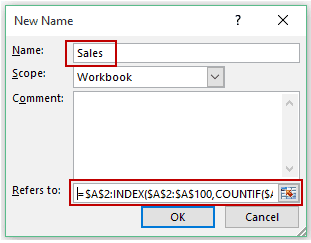 New Name
Name: Sales
Scope: Workbook
Comment:
Refers to: =$A$2:INDEX($A$2:$A$100,COUNTIF($A
OK Cancel